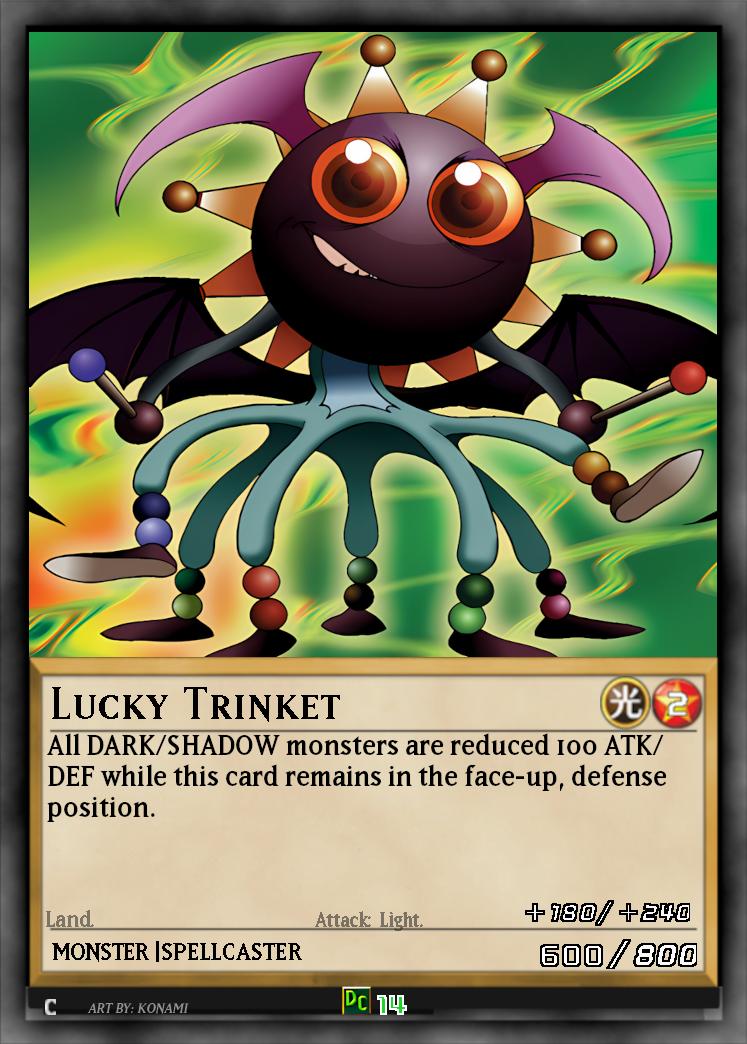 LUCKY TRINKET 光 2
All DARK/SHADOW monsters are reduced 100 ATK/
DEF while this card remains in the face-up, defense
position.
Land. Attack: Light. +180/+240
MONSTER |SPELLCASTER 600/800
C ART BY: KONAMI DC 14